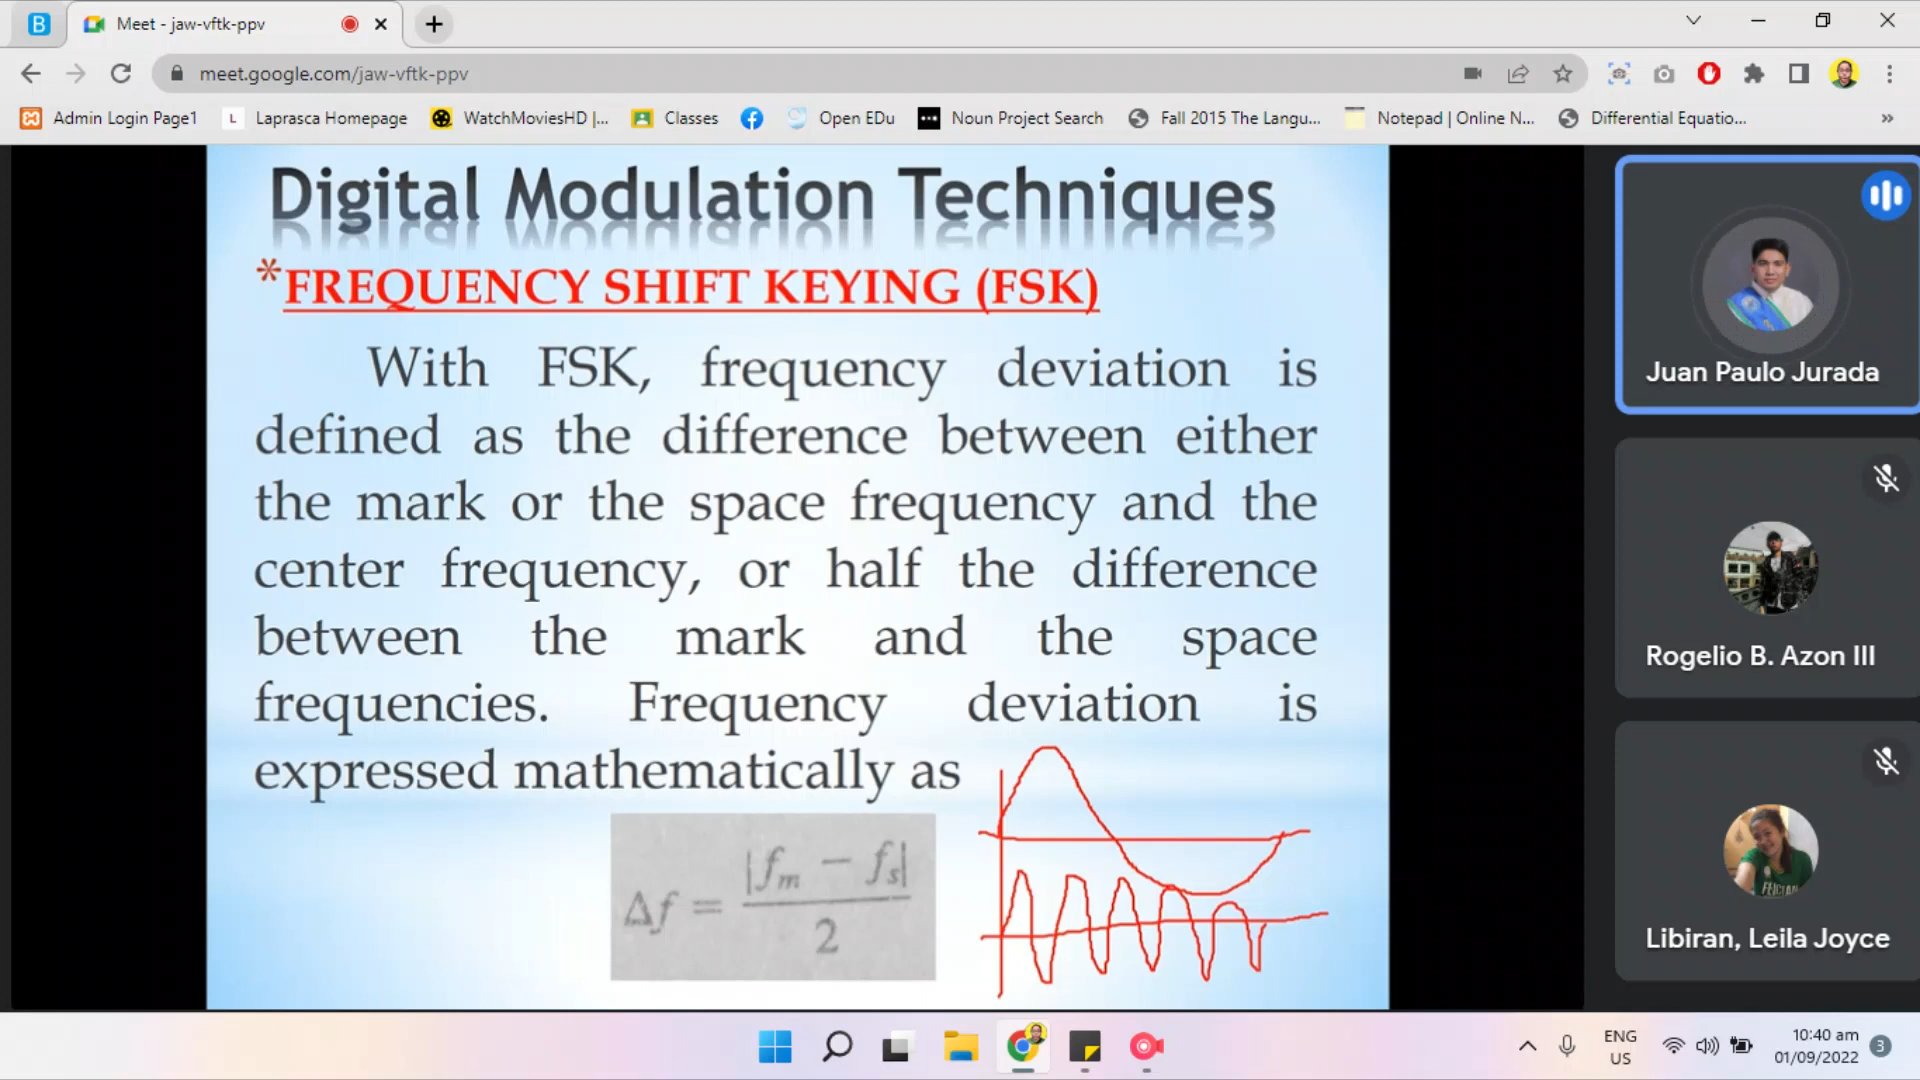 B
Meet - jaw-vftk-ppv
meet.google.com/jaw-vftk-ppv
Admin Login Page1
L Laprasca Homepage
WatchMoviesHD |...
Classes
Open EDu
Noun Project Search
Fall 2015 The Langu...
Notepad | Online N...
Differential Equatio...
»
Digital Modulation Techniques
*FREQUENCY SHIFT KEYING (FSK)
With FSK, frequency deviation is
defined as the difference between either
the mark or the space frequency and the
center frequency, or half the difference
between the mark and the space
frequencies. Frequency deviation is
expressed mathematically as
Δf = |fm − fs| / 2
Juan Paulo Jurada
Rogelio B. Azon III
Libiran, Leila Joyce
ENG
US
10:40 am
01/09/2022
3